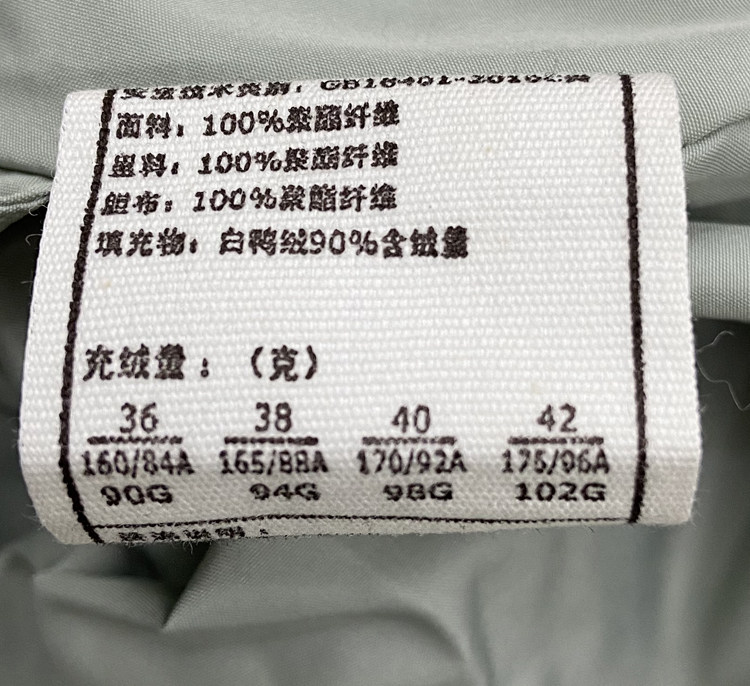 面料：100%聚酯纤维
里料：100%聚酯纤维
胆布：100%聚酯纤维
填充物：白鸭绒90%含绒量
充绒量：（克）
36 38 40 42
160/84A 165/88A 170/92A 175/96A
90G 94G 98G 102G